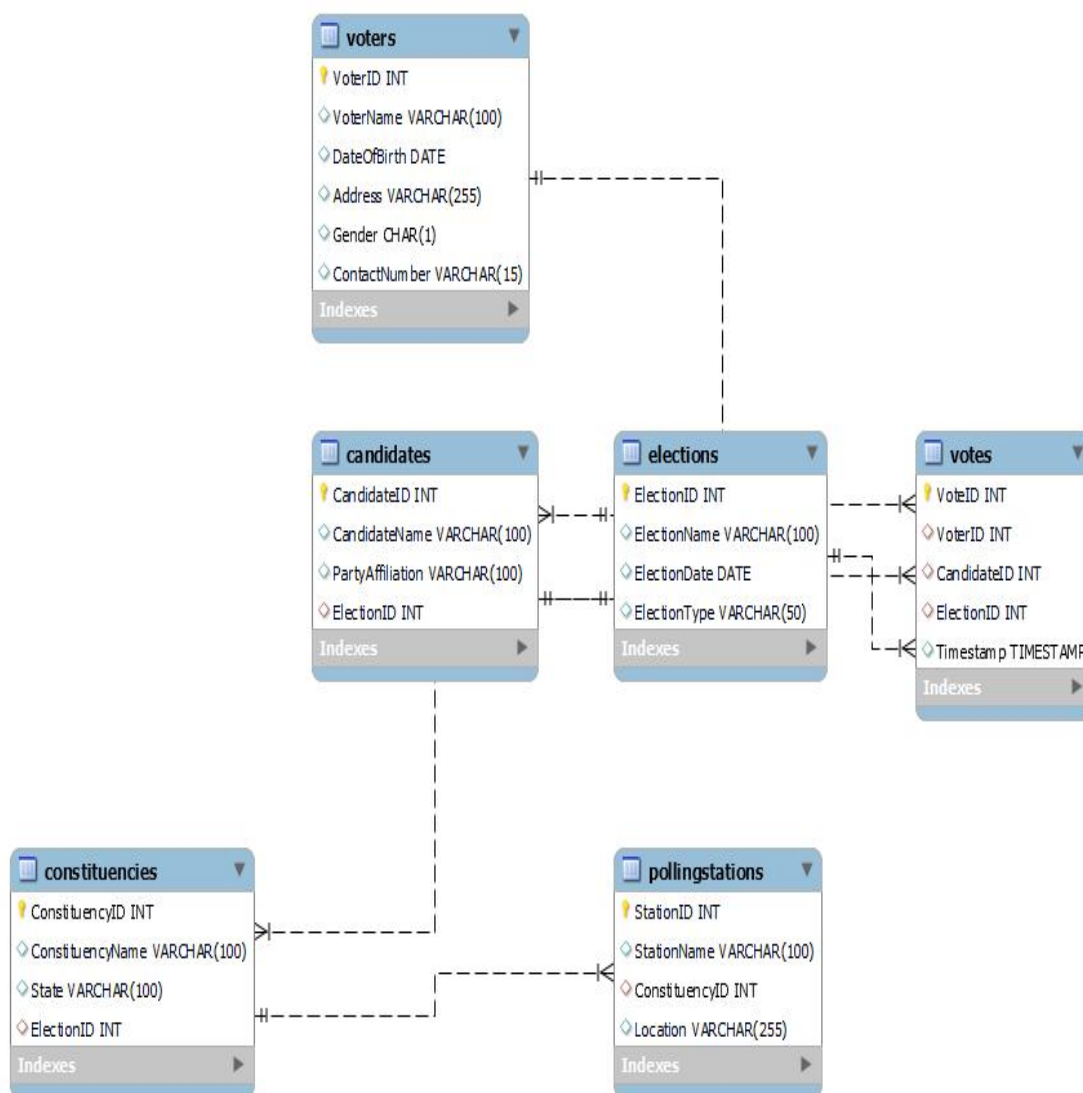 voters
VoterID INT
VoterName VARCHAR(100)
DateOfBirth DATE
Address VARCHAR(255)
Gender CHAR(1)
ContactNumber VARCHAR(15)
Indexes
candidates
CandidateID INT
CandidateName VARCHAR(100)
PartyAffiliation VARCHAR(100)
ElectionID INT
Indexes
elections
ElectionID INT
ElectionName VARCHAR(100)
ElectionDate DATE
ElectionType VARCHAR(50)
Indexes
votes
VoteID INT
VoterID INT
CandidateID INT
ElectionID INT
Timestamp TIMESTAMP
Indexes
constituencies
ConstituencyID INT
ConstituencyName VARCHAR(100)
State VARCHAR(100)
ElectionID INT
Indexes
pollingstations
StationID INT
StationName VARCHAR(100)
ConstituencyID INT
Location VARCHAR(255)
Indexes